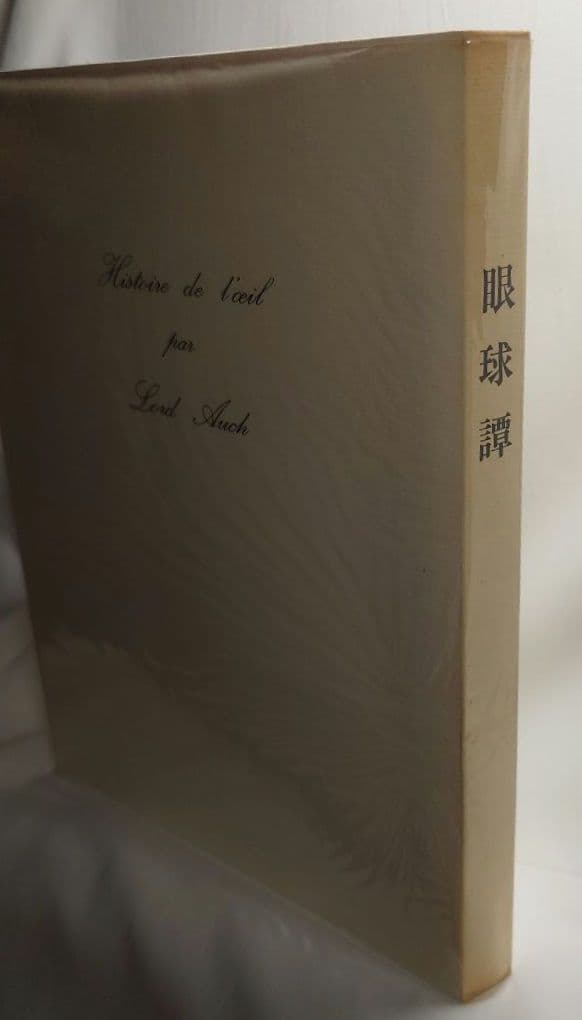 Histoire de l'œil
par
Lord Auch
眼球譚